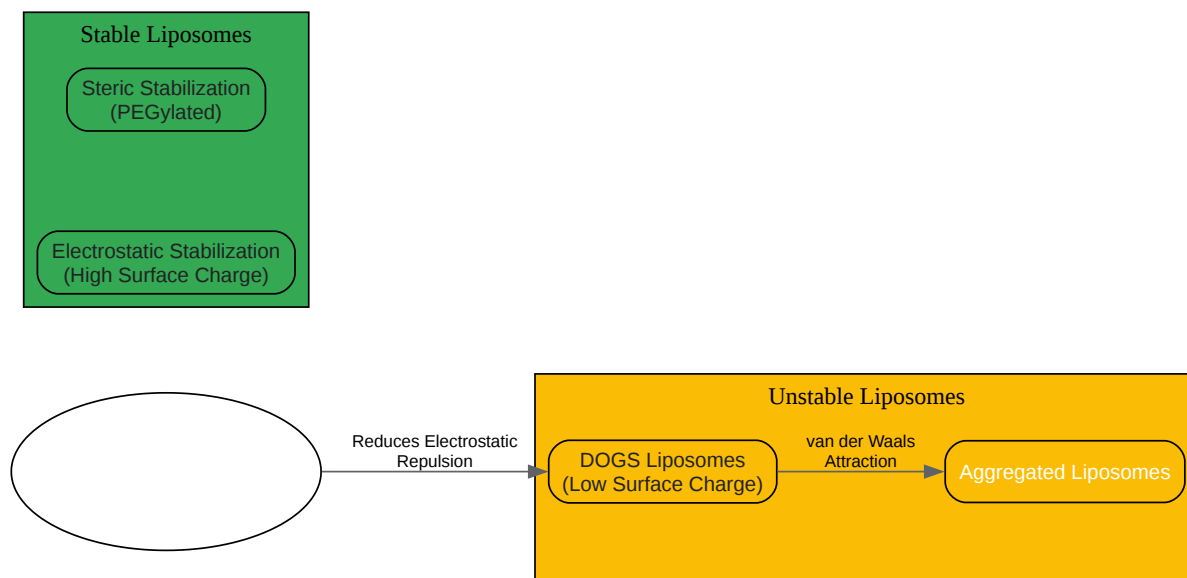 Stable Liposomes
Steric Stabilization
(PEGylated)
Electrostatic Stabilization
(High Surface Charge)
Reduces Electrostatic
Repulsion
Unstable Liposomes
DOGS Liposomes
(Low Surface Charge)
van der Waals
Attraction
Aggregated Liposomes